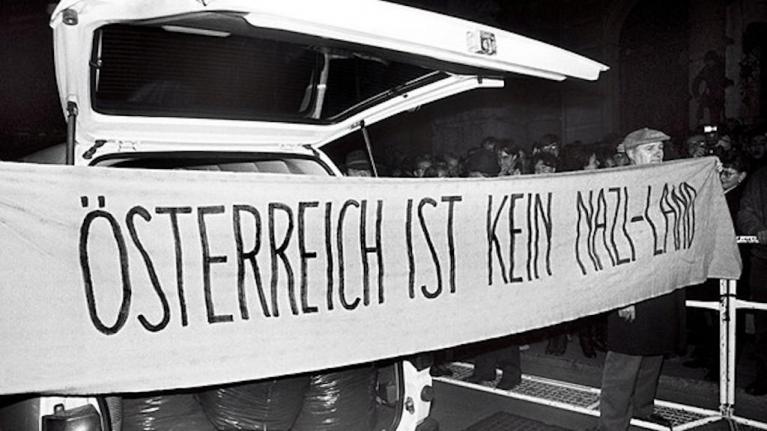 ÖSTERREICH IST KEIN NAZI-LAND